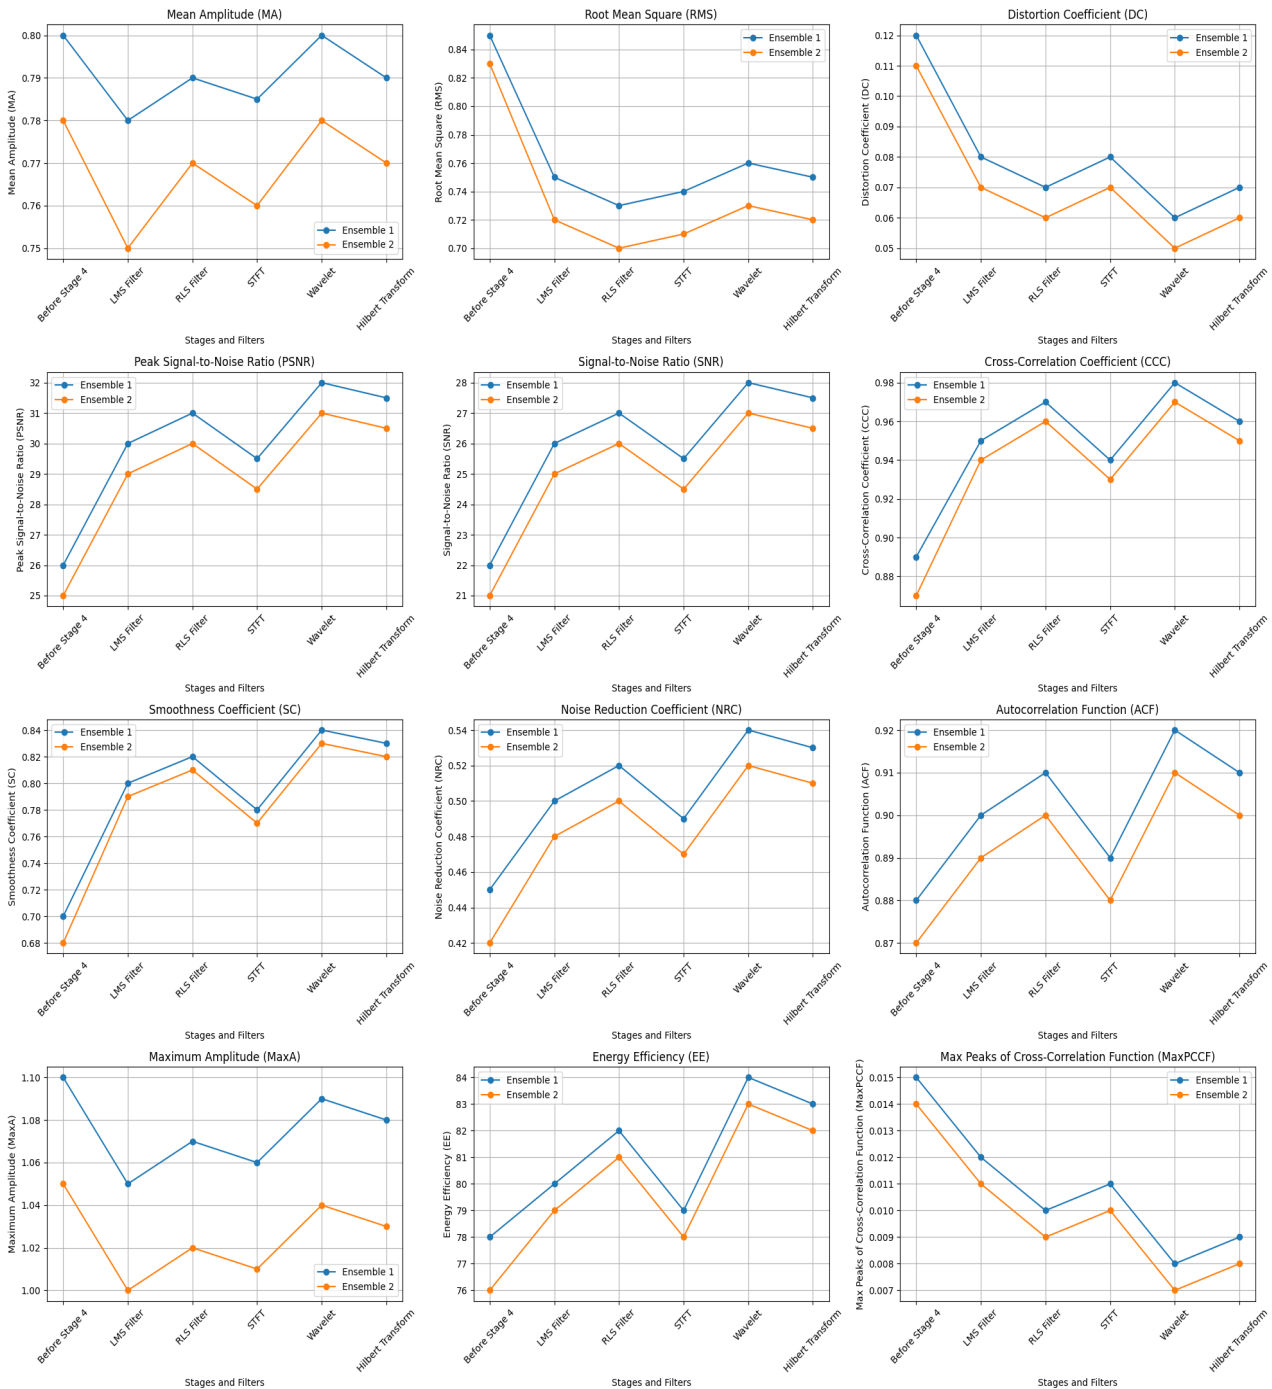 Mean Amplitude (MA)
Mean Amplitude (MA)
0.80
0.79
0.78
0.77
0.76
0.75
Ensemble 1
Ensemble 2
Before Stage 4
LMS Filter
RLS Filter
STFT
Wavelet
Hilbert Transform
Stages and Filters
Root Mean Square (RMS)
Root Mean Square (RMS)
0.84
0.82
0.80
0.78
0.76
0.74
0.72
0.70
Ensemble 1
Ensemble 2
Before Stage 4
LMS Filter
RLS Filter
STFT
Wavelet
Hilbert Transform
Stages and Filters
Distortion Coefficient (DC)
Distortion Coefficient (DC)
0.12
0.11
0.10
0.09
0.08
0.07
0.06
0.05
Ensemble 1
Ensemble 2
Before Stage 4
LMS Filter
RLS Filter
STFT
Wavelet
Hilbert Transform
Stages and Filters
Peak Signal-to-Noise Ratio (PSNR)
Peak Signal-to-Noise Ratio (PSNR)
32
31
30
29
28
27
26
25
Ensemble 1
Ensemble 2
Before Stage 4
LMS Filter
RLS Filter
STFT
Wavelet
Hilbert Transform
Stages and Filters
Signal-to-Noise Ratio (SNR)
Signal-to-Noise Ratio (SNR)
28
27
26
25
24
23
22
21
Ensemble 1
Ensemble 2
Before Stage 4
LMS Filter
RLS Filter
STFT
Wavelet
Hilbert Transform
Stages and Filters
Cross-Correlation Coefficient (CCC)
Cross-Correlation Coefficient (CCC)
0.98
0.96
0.94
0.92
0.90
0.88
Ensemble 1
Ensemble 2
Before Stage 4
LMS Filter
RLS Filter
STFT
Wavelet
Hilbert Transform
Stages and Filters
Smoothness Coefficient (SC)
Smoothness Coefficient (SC)
0.84
0.82
0.80
0.78
0.76
0.74
0.72
0.70
0.68
Ensemble 1
Ensemble 2
Before Stage 4
LMS Filter
RLS Filter
STFT
Wavelet
Hilbert Transform
Stages and Filters
Noise Reduction Coefficient (NRC)
Noise Reduction Coefficient (NRC)
0.54
0.52
0.50
0.48
0.46
0.44
0.42
Ensemble 1
Ensemble 2
Before Stage 4
LMS Filter
RLS Filter
STFT
Wavelet
Hilbert Transform
Stages and Filters
Autocorrelation Function (ACF)
Autocorrelation Function (ACF)
0.92
0.91
0.90
0.89
0.88
0.87
Ensemble 1
Ensemble 2
Before Stage 4
LMS Filter
RLS Filter
STFT
Wavelet
Hilbert Transform
Stages and Filters
Maximum Amplitude (MaxA)
Maximum Amplitude (MaxA)
1.10
1.08
1.06
1.04
1.02
1.00
Ensemble 1
Ensemble 2
Before Stage 4
LMS Filter
RLS Filter
STFT
Wavelet
Hilbert Transform
Stages and Filters
Energy Efficiency (EE)
Energy Efficiency (EE)
84
83
82
81
80
79
78
77
76
Ensemble 1
Ensemble 2
Before Stage 4
LMS Filter
RLS Filter
STFT
Wavelet
Hilbert Transform
Stages and Filters
Max Peaks of Cross-Correlation Function (MaxPCCF)
Max Peaks of Cross-Correlation Function (MaxPCCF)
0.015
0.014
0.013
0.012
0.011
0.010
0.009
0.008
0.007
Ensemble 1
Ensemble 2
Before Stage 4
LMS Filter
RLS Filter
STFT
Wavelet
Hilbert Transform
Stages and Filters